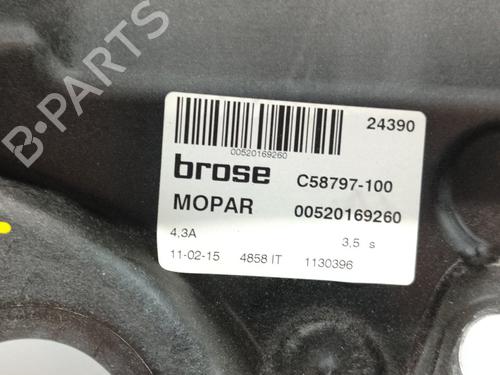 B-PARTS
24390
00520169260
brose C58797-100
MOPAR 00520169260
4,3A 3,5 s
11-02-15 4858 IT 1130396